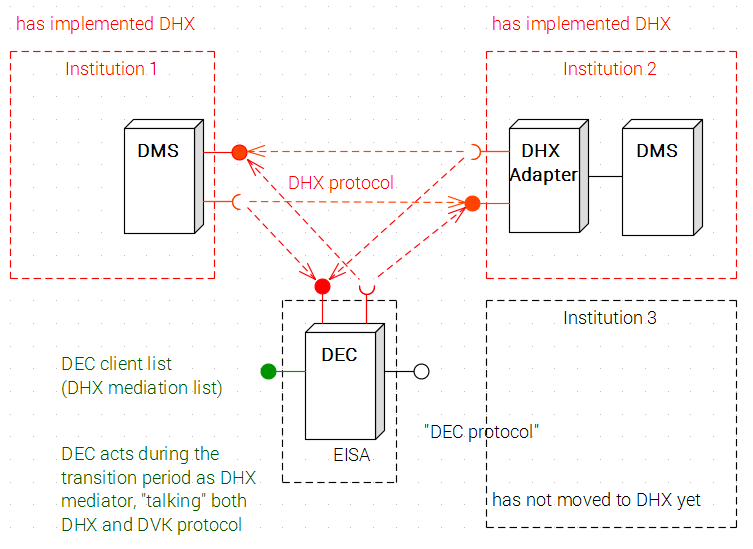 has implemented DHX
has implemented DHX
Institution 1
Institution 2
DMS
DHX
Adapter
DMS
DHX protocol
Institution 3
DEC
DEC client list
(DHX mediation list)
"DEC protocol"
EISA
DEC acts during the
transition period as DHX
mediator, "talking" both
DHX and DVK protocol
has not moved to DHX yet